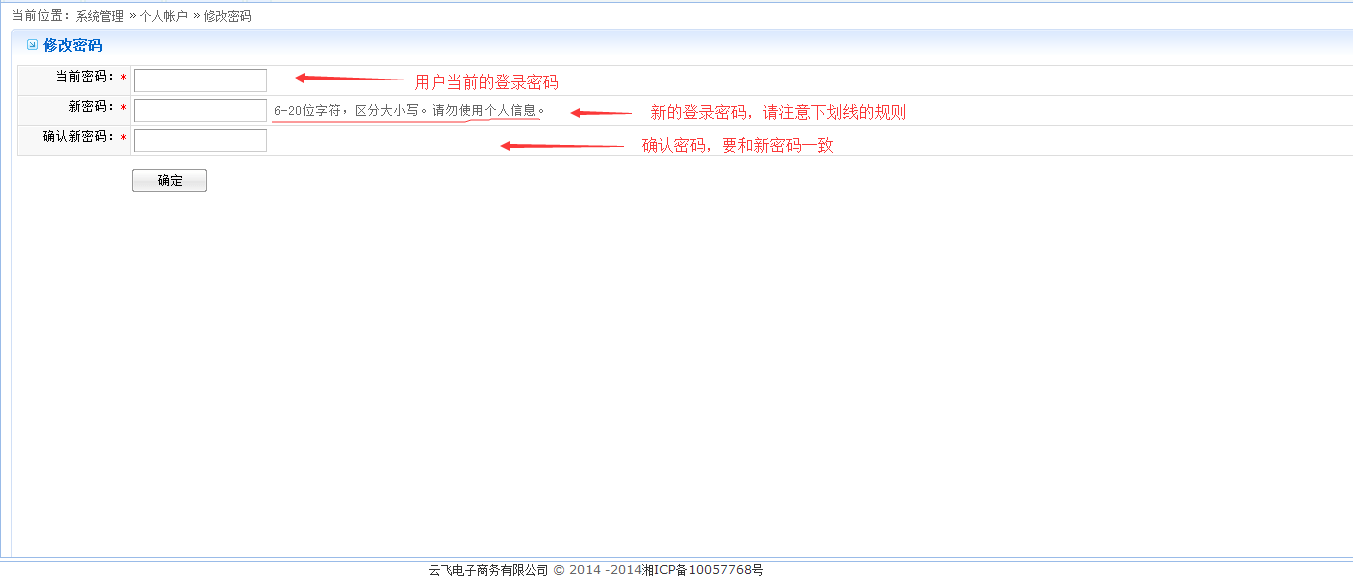 当前位置：系统管理 » 个人帐户 » 修改密码
修改密码
当前密码：* 用户当前的登录密码
新密码：* 6-20位字符，区分大小写。请勿使用个人信息。 新的登录密码，请注意下划线的规则
确认新密码：* 确认密码，要和新密码一致
确定
云飞电子商务有限公司 © 2014 -2014湘ICP备10057768号